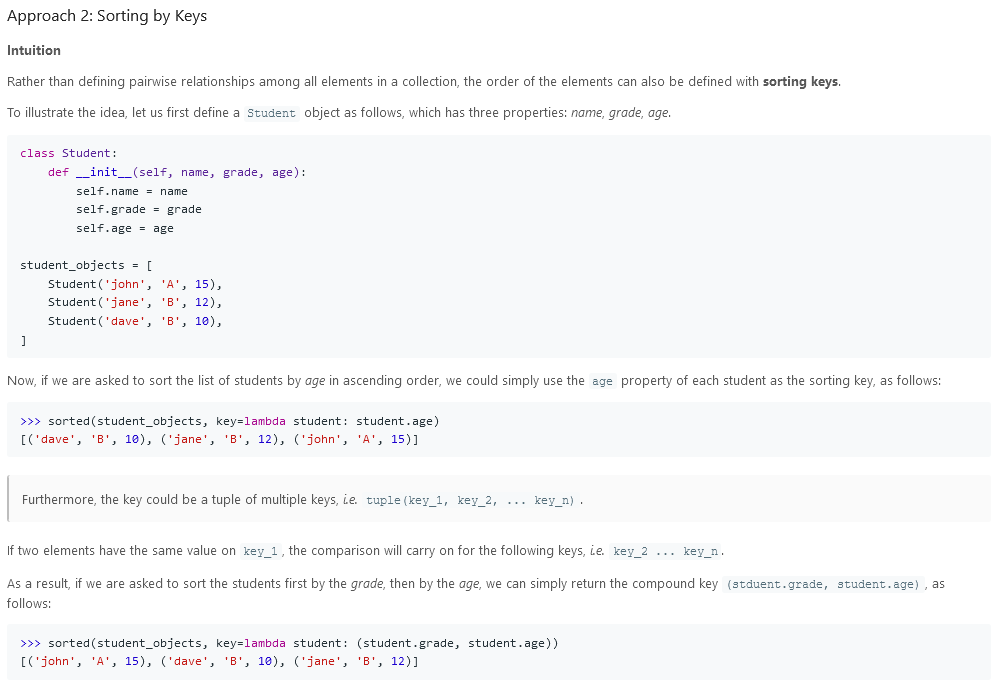 Approach 2: Sorting by Keys
Intuition
Rather than defining pairwise relationships among all elements in a collection, the order of the elements can also be defined with sorting keys.
To illustrate the idea, let us first define a Student object as follows, which has three properties: name, grade, age.
class Student:
    def __init__(self, name, grade, age):
        self.name = name
        self.grade = grade
        self.age = age
student_objects = [
    Student('john', 'A', 15),
    Student('jane', 'B', 12),
    Student('dave', 'B', 10),
]
Now, if we are asked to sort the list of students by age in ascending order, we could simply use the age property of each student as the sorting key, as follows:
>>> sorted(student_objects, key=lambda student: student.age)
[('dave', 'B', 10), ('jane', 'B', 12), ('john', 'A', 15)]
Furthermore, the key could be a tuple of multiple keys, i.e. tuple(key_1, key_2, ... key_n).
If two elements have the same value on key_1, the comparison will carry on for the following keys, i.e. key_2 ... key_n.
As a result, if we are asked to sort the students first by the grade, then by the age, we can simply return the compound key (stduent.grade, student.age), as
follows:
>>> sorted(student_objects, key=lambda student: (student.grade, student.age))
[('john', 'A', 15), ('dave', 'B', 10), ('jane', 'B', 12)]